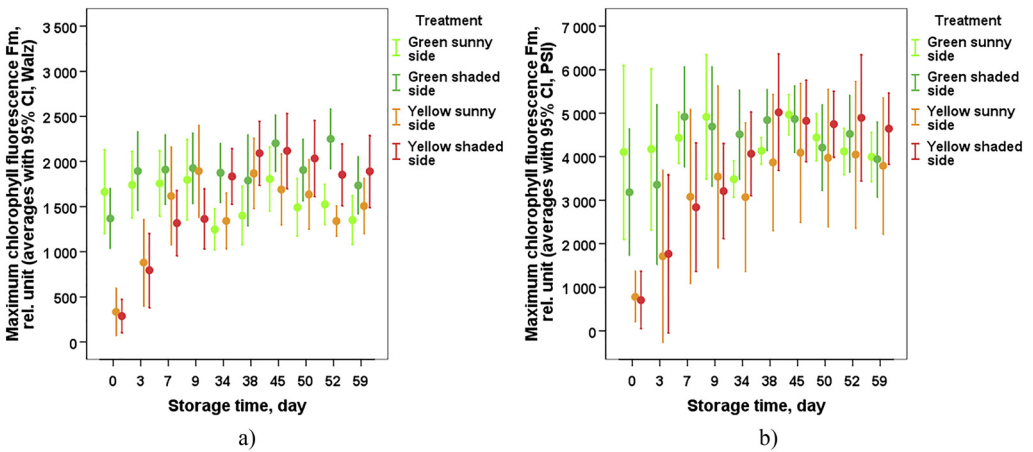 Maximum chlorophyll fluorescence Fm,
rel. unit (averages with 95% CI, Walz)
3 500
3 000
2 500
2 000
1 500
1 000
500
0
0 3 7 9 34 38 45 50 52 59
Storage time, day
Treatment
Green sunny
side
Green shaded
side
Yellow sunny
side
Yellow shaded
side
a)
Maximum chlorophyll fluorescence Fm,
rel. unit (averages with 95% CI, PSI)
7 000
6 000
5 000
4 000
3 000
2 000
1 000
0
0 3 7 9 34 38 45 50 52 59
Storage time, day
Treatment
Green sunny
side
Green shaded
side
Yellow sunny
side
Yellow shaded
side
b)